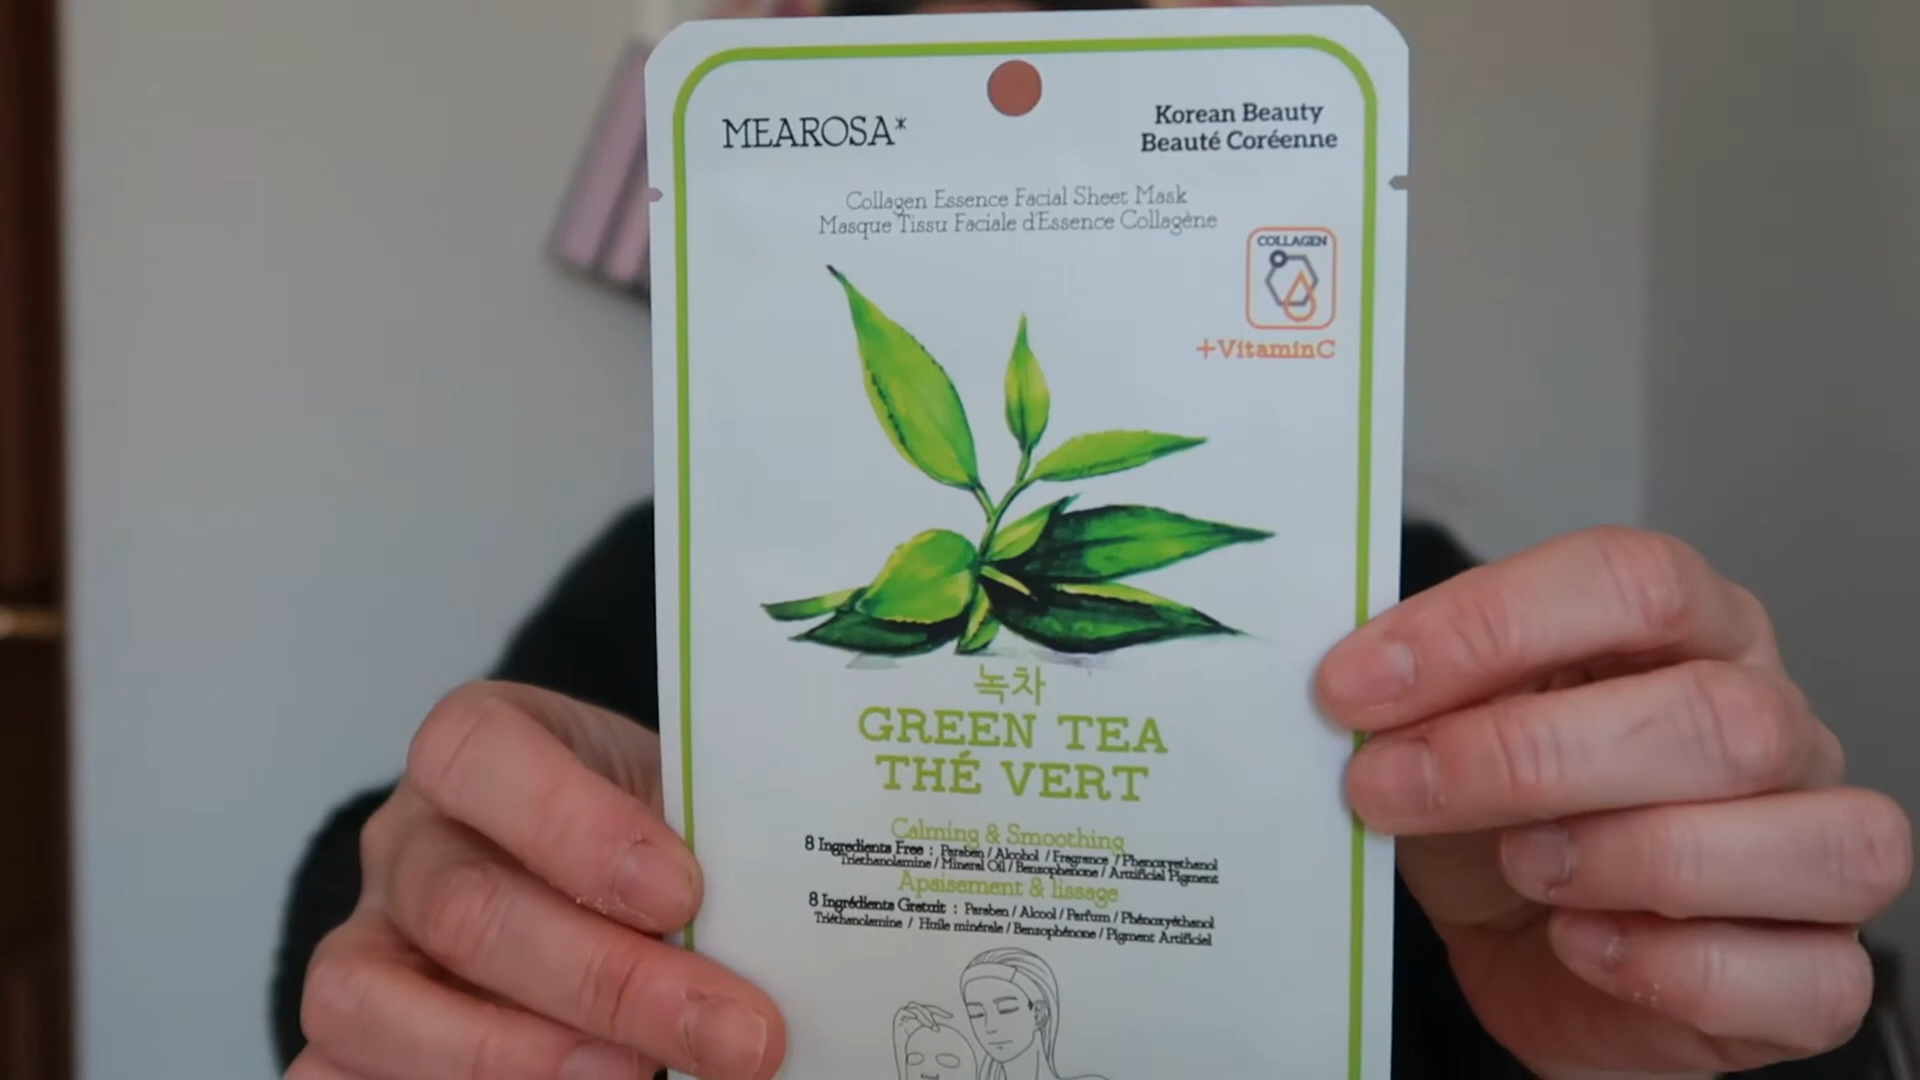 MEAROSA*
Korean Beauty
Beauté Coréenne
Collagen Essence Facial Sheet Mask
Masque Tissu Faciale d'Essence Collagène
COLLAGEN
+VitaminC
녹차
GREEN TEA
THÉ VERT
Calming & Smoothing
8 Ingredients Free : Paraben / Alcohol / Fragrance / Phenoxyethanol
Triethanolamine / Mineral Oil / Benzophenone / Artificial Pigment
Apaisement & lissage
8 Ingrédients Gratuit : Paraben / Alcool / Parfum / Phénoxyéthanol
Triéthanolamine / Huile minérale / Benzophénone / Pigment Artificiel